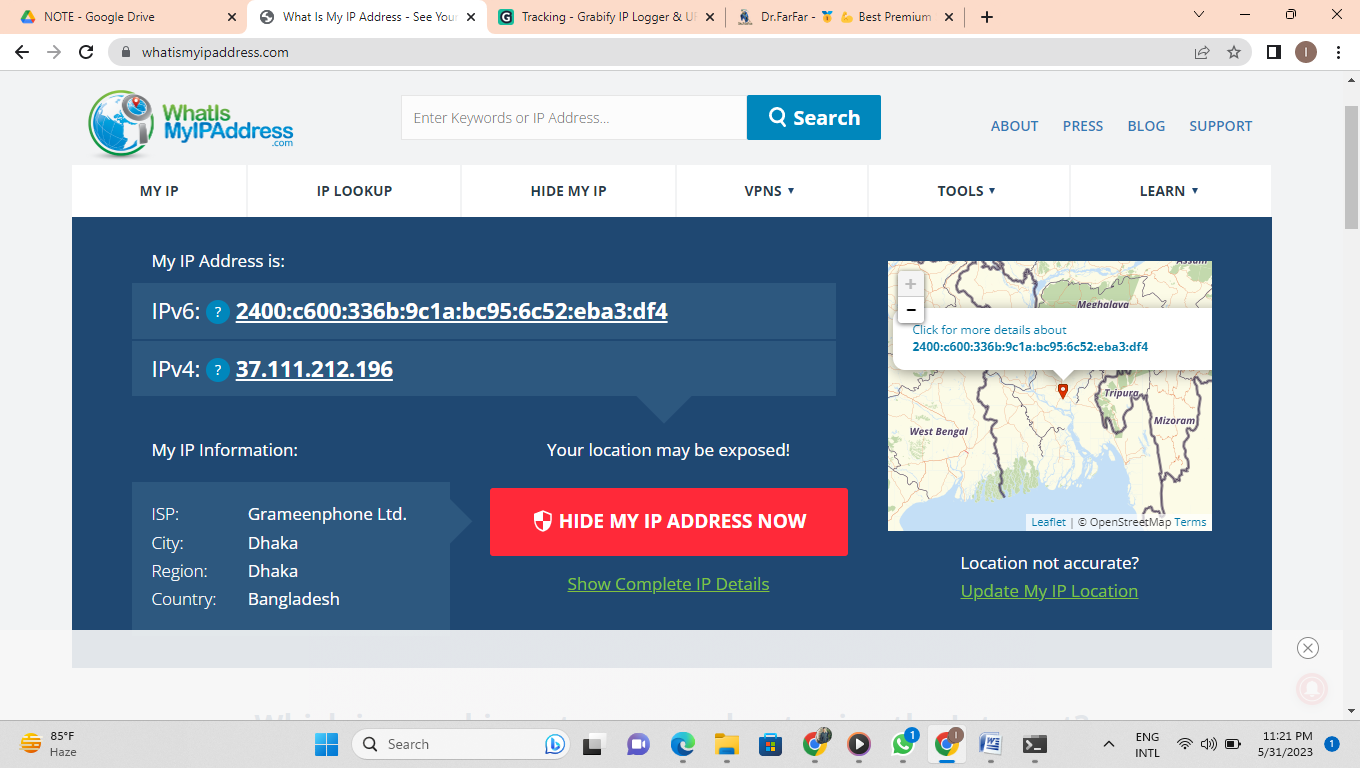 NOTE - Google Drive
What Is My IP Address - See Your
Tracking - Grabify IP Logger & UR
Dr.FarFar - 🥇 💪 Best Premium
whatismyipaddress.com
I
WhatIs
MyIPAddress
.com
Enter Keywords or IP Address...
Search
ABOUT PRESS BLOG SUPPORT
MY IP IP LOOKUP HIDE MY IP VPNS ▾ TOOLS ▾ LEARN ▾
My IP Address is:
IPv6: ? 2400:c600:336b:9c1a:bc95:6c52:eba3:df4
IPv4: ? 37.111.212.196
My IP Information:
ISP: Grameenphone Ltd.
City: Dhaka
Region: Dhaka
Country: Bangladesh
Your location may be exposed!
HIDE MY IP ADDRESS NOW
Show Complete IP Details
+
-
Assam
Meghalaya
Click for more details about
2400:c600:336b:9c1a:bc95:6c52:eba3:df4
Tripura
Mizoram
West Bengal
Leaflet | © OpenStreetMap Terms
Location not accurate?
Update My IP Location
85°F
Haze
Search
1
I
ENG
INTL
11:21 PM
5/31/2023
1